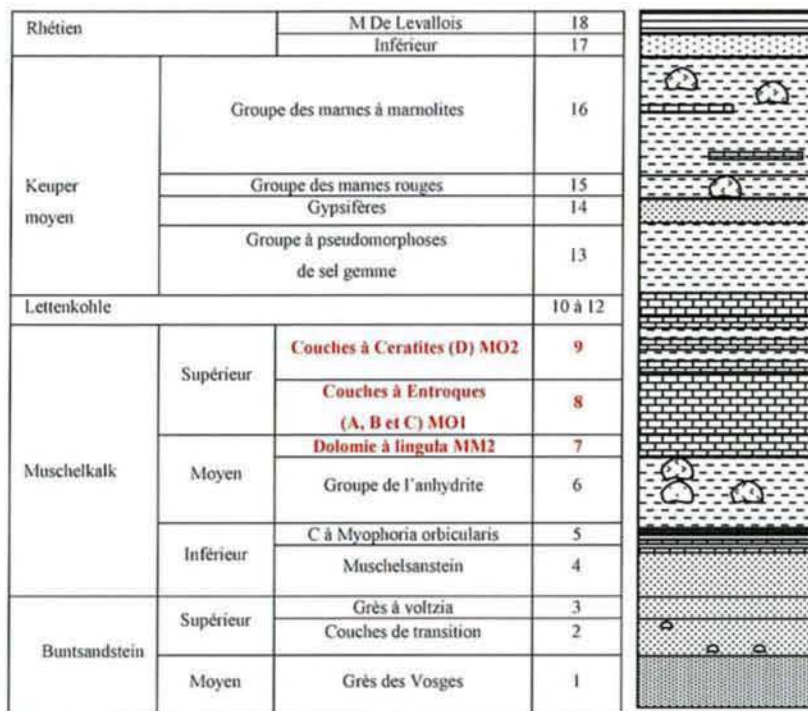 Rhétien
M De Levallois 18
Inférieur 17
Keuper
moyen
Groupe des marnes à marnolites 16
Groupe des marnes rouges 15
Gypsifères 14
Groupe à pseudomorphoses
de sel gemme
13
Lettenkohle 10 à 12
Muschelkalk
Supérieur
Couches à Ceratites (D) MO2 9
Couches à Entroques
(A, B et C) MO1
8
Moyen
Dolomie à lingula MM2 7
Groupe de l'anhydrite 6
Inférieur
C à Myophoria orbicularis 5
Muschelsanstein 4
Buntsandstein
Supérieur
Grès à voltzia 3
Couches de transition 2
Moyen
Grès des Vosges 1